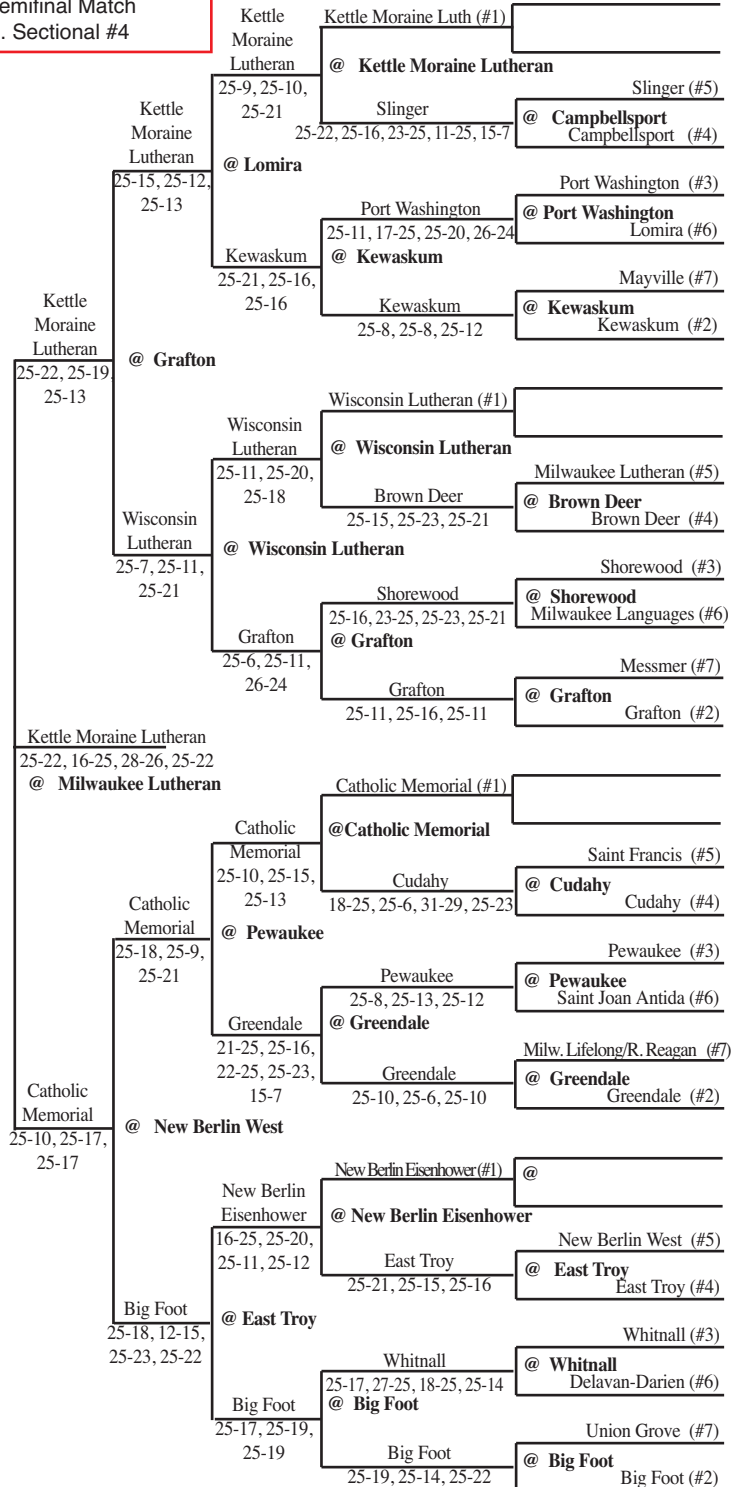 emifinal Match
. Sectional #4
Kettle
Moraine
Lutheran
25-9, 25-10,
25-21
Kettle Moraine Luth (#1)
@ Kettle Moraine Lutheran
Slinger (#5)
Slinger
25-22, 25-16, 23-25, 11-25, 15-7
@ Campbellsport
Campbellsport (#4)
Kettle
Moraine
Lutheran
25-15, 25-12,
25-13
@ Lomira
Port Washington (#3)
Port Washington
25-11, 17-25, 25-20, 26-24
@ Port Washington
Lomira (#6)
Kewaskum
25-21, 25-16,
25-16
@ Kewaskum
Mayville (#7)
Kewaskum
25-8, 25-8, 25-12
@ Kewaskum
Kewaskum (#2)
Kettle
Moraine
Lutheran
25-22, 25-19,
25-13
@ Grafton
Wisconsin Lutheran (#1)
Wisconsin
Lutheran
25-11, 25-20,
25-18
@ Wisconsin Lutheran
Milwaukee Lutheran (#5)
Brown Deer
25-15, 25-23, 25-21
@ Brown Deer
Brown Deer (#4)
Wisconsin
Lutheran
25-7, 25-11,
25-21
@ Wisconsin Lutheran
Shorewood (#3)
Shorewood
25-16, 23-25, 25-23, 25-21
@ Shorewood
Milwaukee Languages (#6)
Grafton
25-6, 25-11,
26-24
@ Grafton
Messmer (#7)
Grafton
25-11, 25-16, 25-11
@ Grafton
Grafton (#2)
Kettle Moraine Lutheran
25-22, 16-25, 28-26, 25-22
@ Milwaukee Lutheran
Catholic Memorial (#1)
Catholic
Memorial
25-10, 25-15,
25-13
@Catholic Memorial
Saint Francis (#5)
Cudahy
18-25, 25-6, 31-29, 25-23
@ Cudahy
Cudahy (#4)
Catholic
Memorial
25-18, 25-9,
25-21
@ Pewaukee
Pewaukee (#3)
Pewaukee
25-8, 25-13, 25-12
@ Pewaukee
Saint Joan Antida (#6)
Greendale
21-25, 25-16,
22-25, 25-23,
15-7
@ Greendale
Milw. Lifelong/R. Reagan (#7)
Greendale
25-10, 25-6, 25-10
@ Greendale
Greendale (#2)
Catholic
Memorial
25-10, 25-17,
25-17
@ New Berlin West
New Berlin Eisenhower (#1)
@
New Berlin
Eisenhower
16-25, 25-20,
25-11, 25-12
@ New Berlin Eisenhower
New Berlin West (#5)
East Troy
25-21, 25-15, 25-16
@ East Troy
East Troy (#4)
Big Foot
25-18, 12-15,
25-23, 25-22
@ East Troy
Whitnall (#3)
Whitnall
25-17, 27-25, 18-25, 25-14
@ Whitnall
Delavan-Darien (#6)
Big Foot
25-17, 25-19,
25-19
@ Big Foot
Union Grove (#7)
Big Foot
25-19, 25-14, 25-22
@ Big Foot
Big Foot (#2)